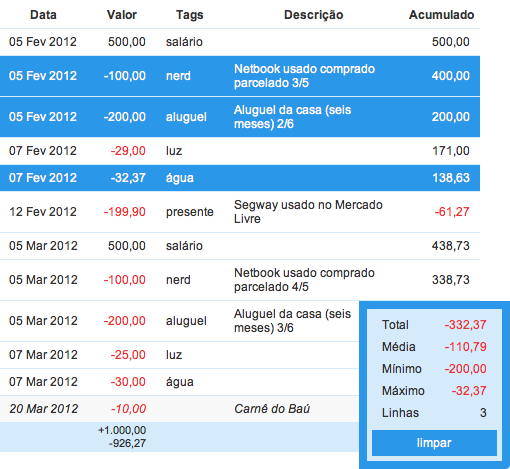 Data Valor Tags Descrição Acumulado
05 Fev 2012 500,00 salário 500,00
05 Fev 2012 -100,00 nerd Netbook usado comprado parcelado 3/5 400,00
05 Fev 2012 -200,00 aluguel Aluguel da casa (seis meses) 2/6 200,00
07 Fev 2012 -29,00 luz 171,00
07 Fev 2012 -32,37 água 138,63
12 Fev 2012 -199,90 presente Segway usado no Mercado Livre -61,27
05 Mar 2012 500,00 salário 438,73
05 Mar 2012 -100,00 nerd Netbook usado comprado parcelado 4/5 338,73
05 Mar 2012 -200,00 aluguel Aluguel da casa (seis meses) 3/6
07 Mar 2012 -25,00 luz
07 Mar 2012 -30,00 água
20 Mar 2012 -10,00 Carnê do Baú
+1.000,00
-926,27
Total -332,37
Média -110,79
Mínimo -200,00
Máximo -32,37
Linhas 3
limpar